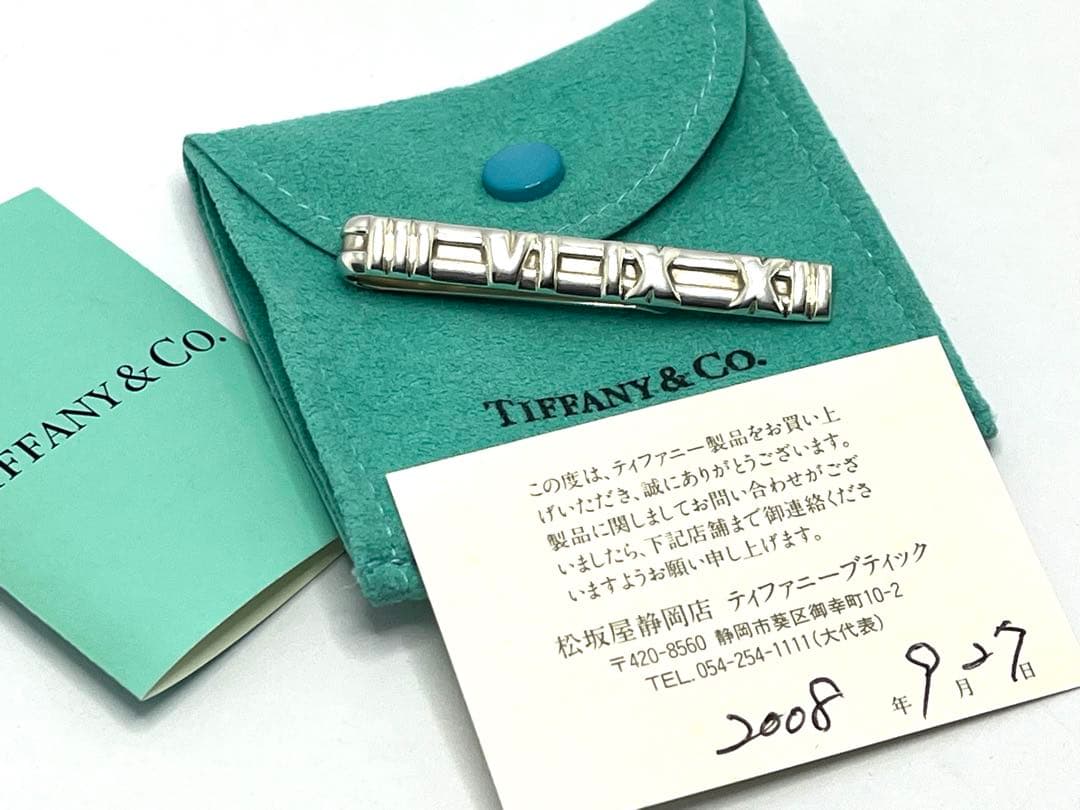 TIFFANY & CO.
TIFFANY & CO.
この度は、ティファニー製品をお買い上
げいただき、誠にありがとうございます。
製品に関しましてお問い合わせがござ
いましたら、下記店舗まで御連絡くださ
いますようお願い申し上げます。
松坂屋静岡店 ティファニーブティック
〒420-8560 静岡市葵区御幸町10-2
TEL.054-254-1111(大代表)
2008 年 9 月 27 日